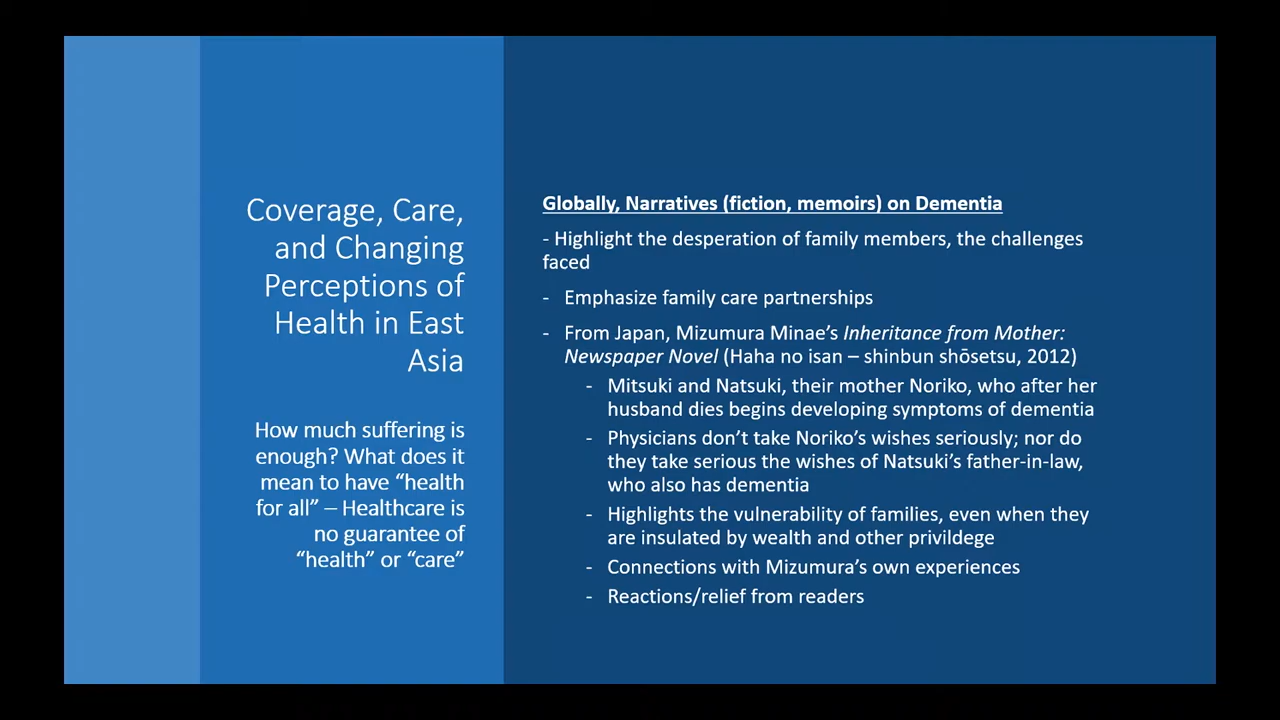 Coverage, Care,
and Changing
Perceptions of
Health in East
Asia
How much suffering is
enough? What does it
mean to have “health
for all” – Healthcare is
no guarantee of
“health” or “care”
Globally, Narratives (fiction, memoirs) on Dementia
- Highlight the desperation of family members, the challenges
faced
- Emphasize family care partnerships
- From Japan, Mizumura Minae’s Inheritance from Mother:
Newspaper Novel (Haha no isan – shinbun shōsetsu, 2012)
- Mitsuki and Natsuki, their mother Noriko, who after her
husband dies begins developing symptoms of dementia
- Physicians don’t take Noriko’s wishes seriously; nor do
they take serious the wishes of Natsuki’s father-in-law,
who also has dementia
- Highlights the vulnerability of families, even when they
are insulated by wealth and other privildege
- Connections with Mizumura’s own experiences
- Reactions/relief from readers